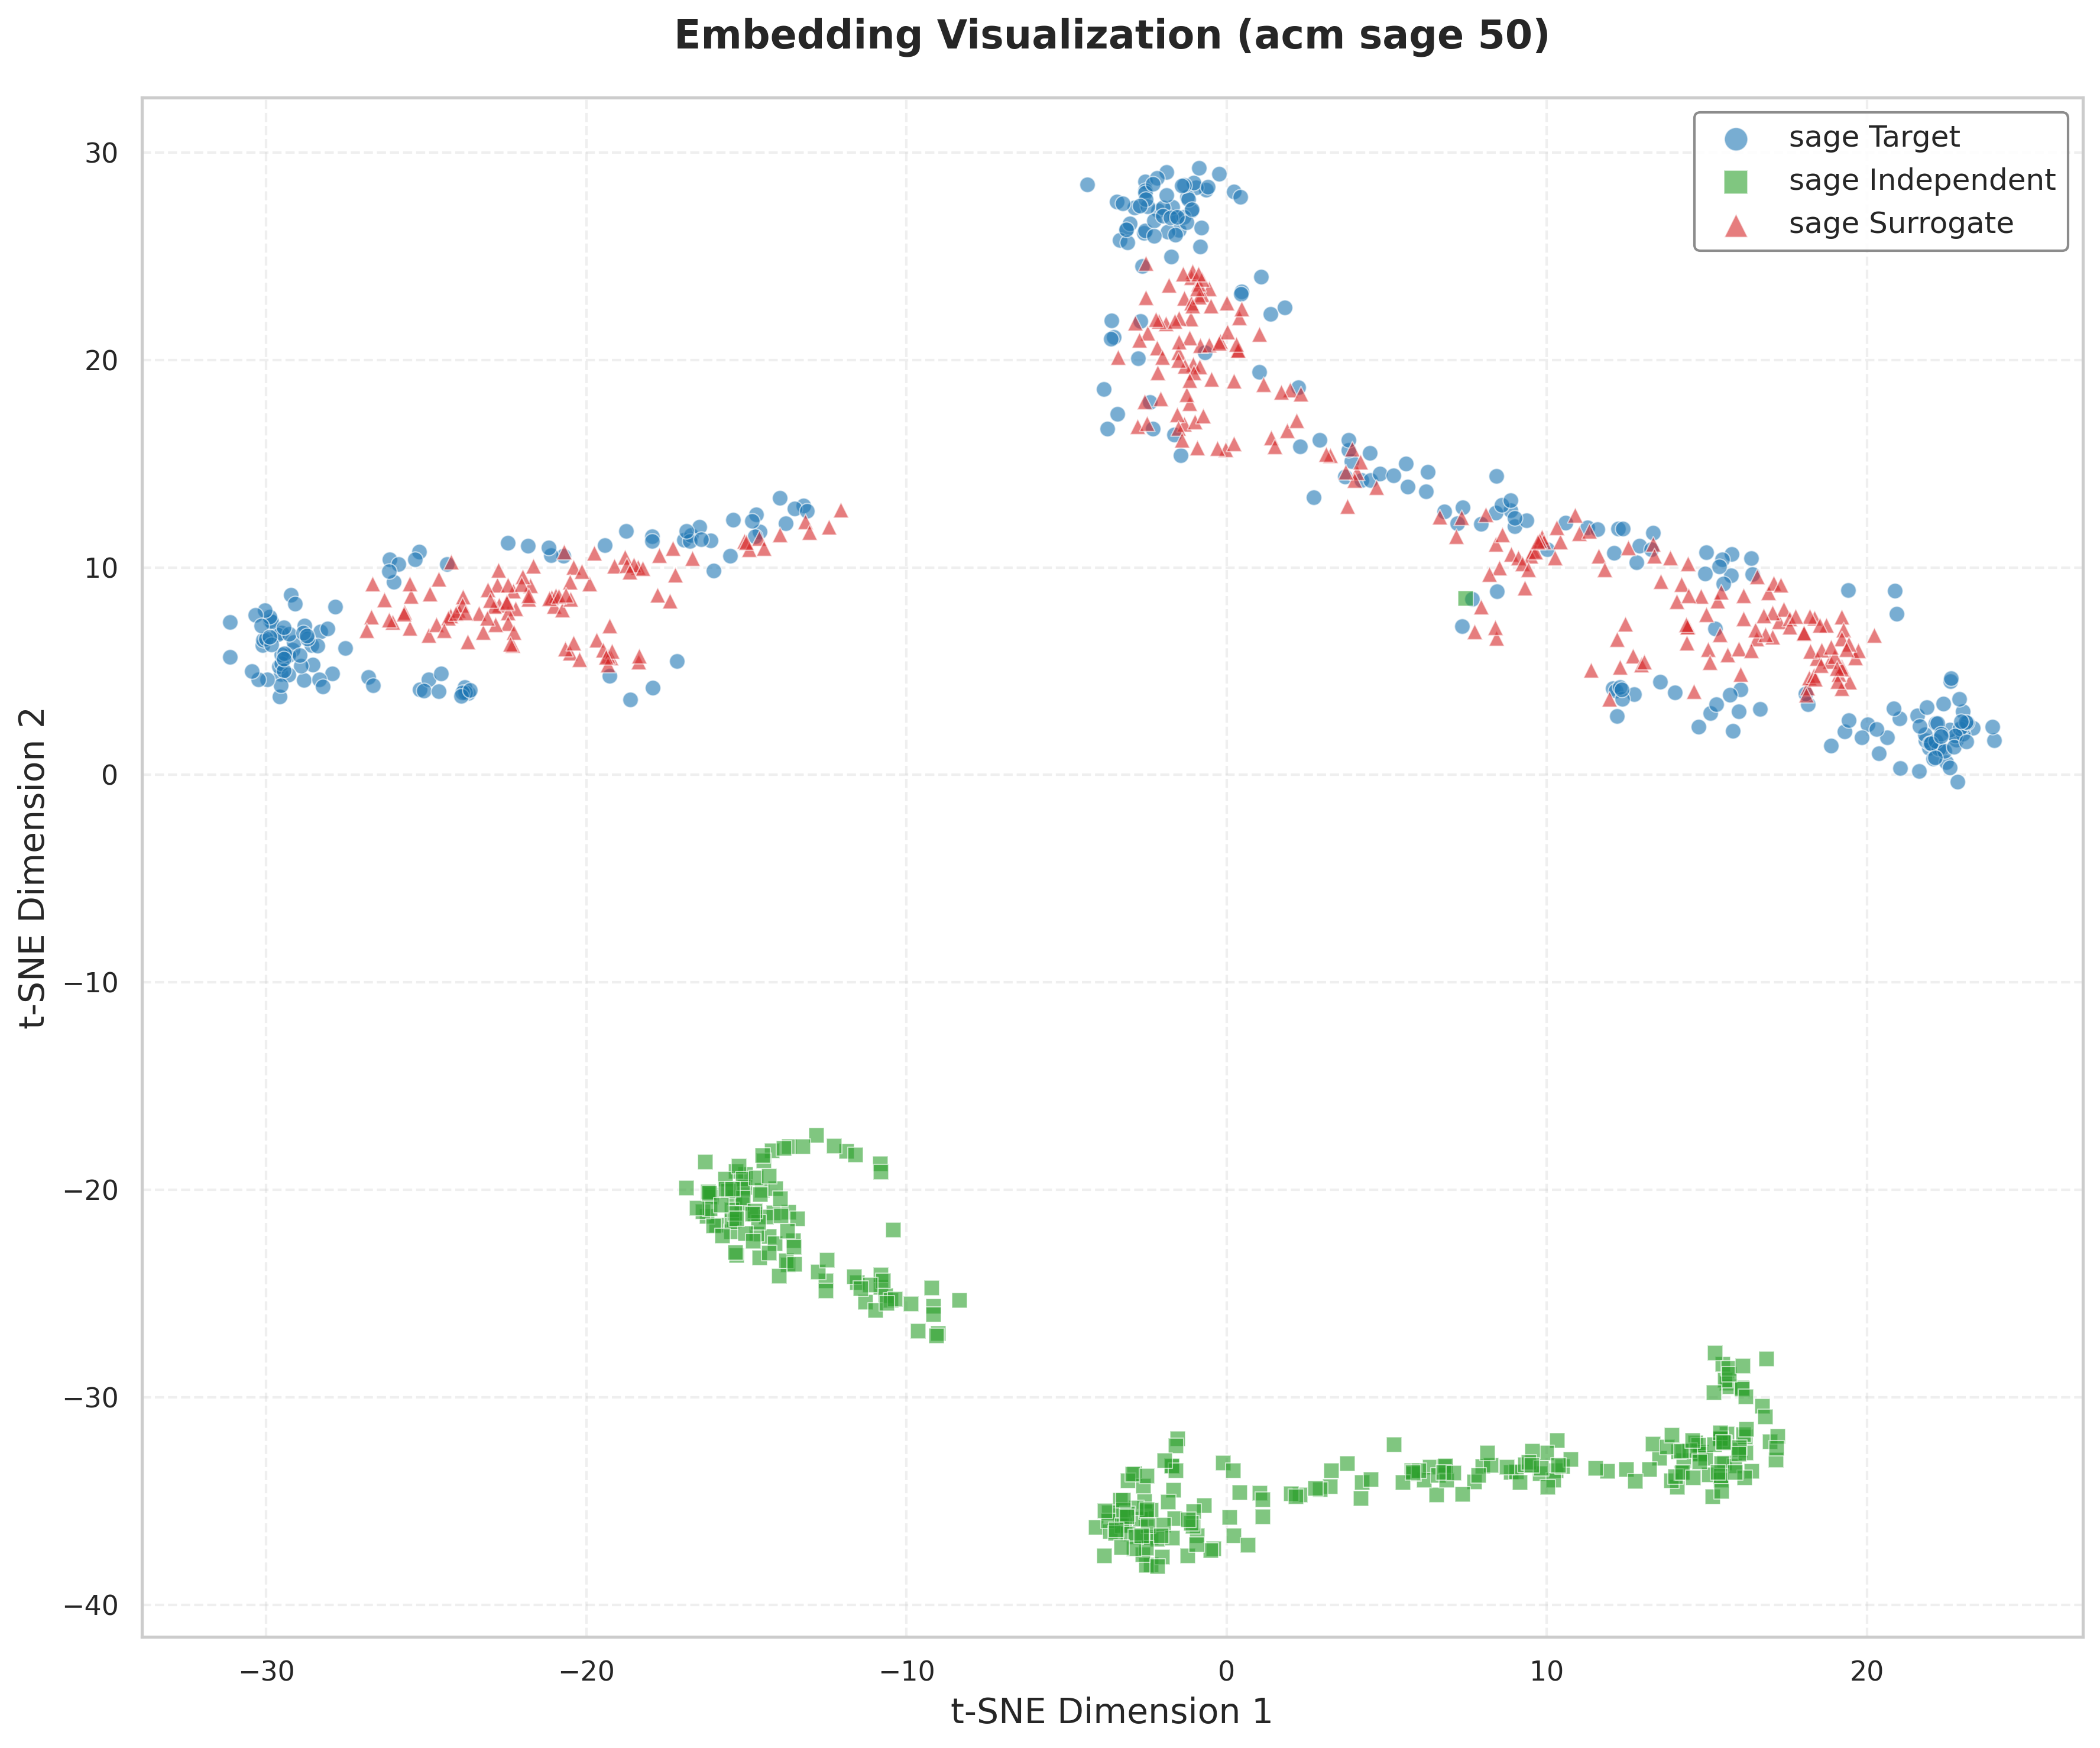 Embedding Visualization (acm sage 50)
sage Target
sage Independent
sage Surrogate
30
20
10
0
−10
−20
−30
−40
t-SNE Dimension 2
−30
−20
−10
0
10
20
t-SNE Dimension 1